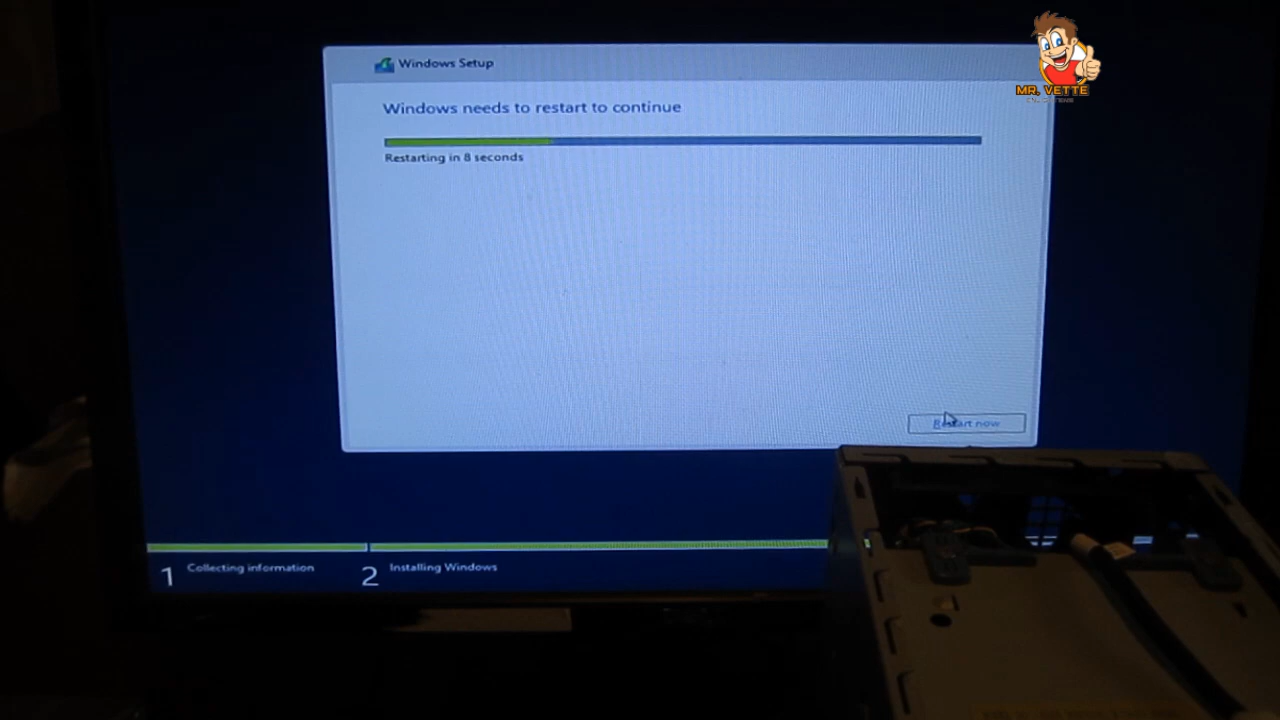 Windows Setup
MR. VETTE
Windows needs to restart to continue
Restarting in 8 seconds
Restart now
1 Collecting information
2 Installing Windows